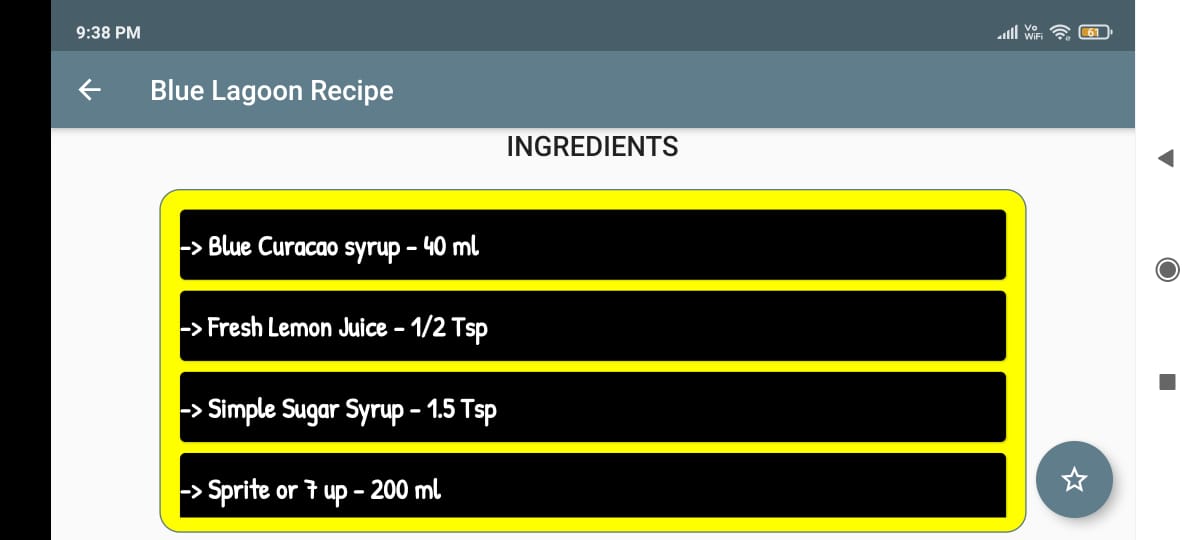 9:38 PM
Vo
WiFi
61
Blue Lagoon Recipe
INGREDIENTS
-> Blue Curacao syrup - 40 ml
-> Fresh Lemon Juice - 1/2 Tsp
-> Simple Sugar Syrup - 1.5 Tsp
-> Sprite or 7 up - 200 ml